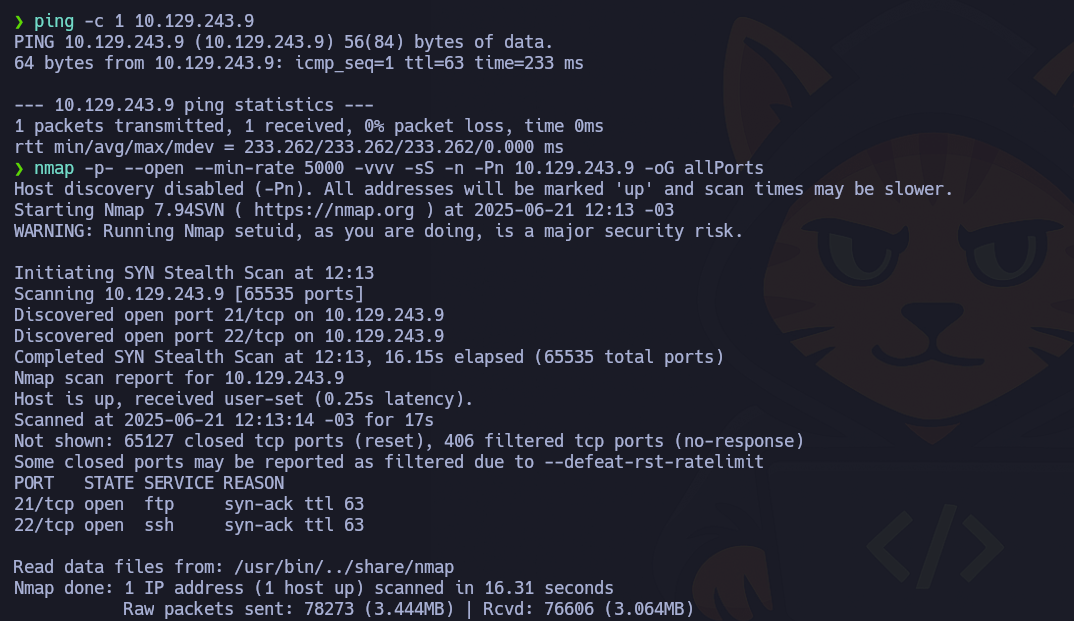 ❯ ping -c 1 10.129.243.9
PING 10.129.243.9 (10.129.243.9) 56(84) bytes of data.
64 bytes from 10.129.243.9: icmp_seq=1 ttl=63 time=233 ms

--- 10.129.243.9 ping statistics ---
1 packets transmitted, 1 received, 0% packet loss, time 0ms
rtt min/avg/max/mdev = 233.262/233.262/233.262/0.000 ms
❯ nmap -p- --open --min-rate 5000 -vvv -sS -n -Pn 10.129.243.9 -oG allPorts
Host discovery disabled (-Pn). All addresses will be marked 'up' and scan times may be slower.
Starting Nmap 7.94SVN ( https://nmap.org ) at 2025-06-21 12:13 -03
WARNING: Running Nmap setuid, as you are doing, is a major security risk.

Initiating SYN Stealth Scan at 12:13
Scanning 10.129.243.9 [65535 ports]
Discovered open port 21/tcp on 10.129.243.9
Discovered open port 22/tcp on 10.129.243.9
Completed SYN Stealth Scan at 12:13, 16.15s elapsed (65535 total ports)
Nmap scan report for 10.129.243.9
Host is up, received user-set (0.25s latency).
Scanned at 2025-06-21 12:13:14 -03 for 17s
Not shown: 65127 closed tcp ports (reset), 406 filtered tcp ports (no-response)
Some closed ports may be reported as filtered due to --defeat-rst-ratelimit
PORT   STATE SERVICE REASON
21/tcp open  ftp     syn-ack ttl 63
22/tcp open  ssh     syn-ack ttl 63

Read data files from: /usr/bin/../share/nmap
Nmap done: 1 IP address (1 host up) scanned in 16.31 seconds
           Raw packets sent: 78273 (3.444MB) | Rcvd: 76606 (3.064MB)